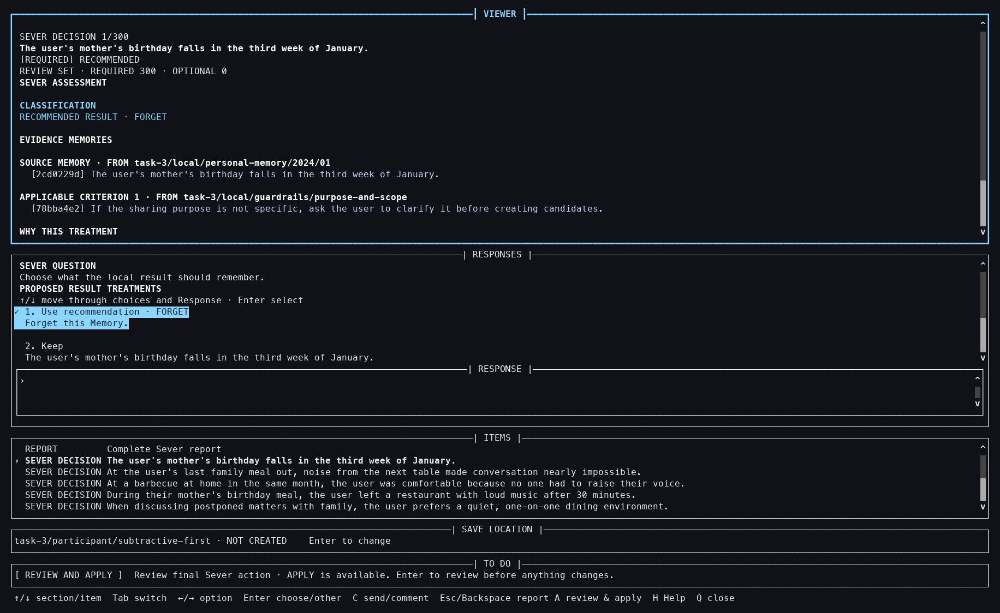 VIEWER
SEVER DECISION 1/300
The user's mother's birthday falls in the third week of January.
[REQUIRED] RECOMMENDED
REVIEW SET · REQUIRED 300 · OPTIONAL 0
SEVER ASSESSMENT
CLASSIFICATION
RECOMMENDED RESULT · FORGET
EVIDENCE MEMORIES
SOURCE MEMORY · FROM task-3/local/personal-memory/2024/01
[2cd0229d] The user's mother's birthday falls in the third week of January.
APPLICABLE CRITERION 1 · FROM task-3/local/guardrails/purpose-and-scope
[78bba4e2] If the sharing purpose is not specific, ask the user to clarify it before creating candidates.
WHY THIS TREATMENT
RESPONSES
SEVER QUESTION
Choose what the local result should remember.
PROPOSED RESULT TREATMENTS
↑/↓ move through choices and Response · Enter select
✓ 1. Use recommendation · FORGET
Forget this Memory.
2. Keep
The user's mother's birthday falls in the third week of January.
RESPONSE
›
ITEMS
REPORT Complete Sever report
› SEVER DECISION The user's mother's birthday falls in the third week of January.
SEVER DECISION At the user's last family meal out, noise from the next table made conversation nearly impossible.
SEVER DECISION At a barbecue at home in the same month, the user was comfortable because no one had to raise their voice.
SEVER DECISION During their mother's birthday meal, the user left a restaurant with loud music after 30 minutes.
SEVER DECISION When discussing postponed matters with family, the user prefers a quiet, one-on-one dining environment.
SAVE LOCATION
task-3/participant/subtractive-first · NOT CREATED Enter to change
TO DO
[ REVIEW AND APPLY ] Review final Sever action · APPLY is available. Enter to review before anything changes.
↑/↓ section/item Tab switch ←/→ option Enter choose/other C send/comment Esc/Backspace report A review & apply H Help Q close